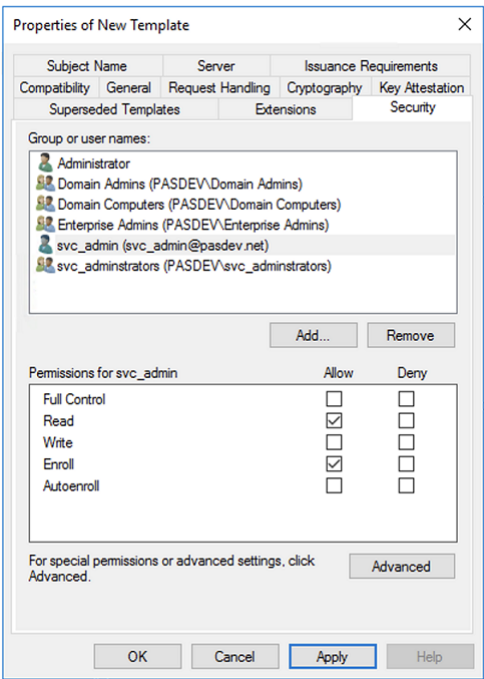 Properties of New Template
Subject Name Server Issuance Requirements
Compatibility General Request Handling Cryptography Key Attestation
Superseded Templates Extensions Security
Group or user names:
Administrator
Domain Admins (PASDEV\Domain Admins)
Domain Computers (PASDEV\Domain Computers)
Enterprise Admins (PASDEV\Enterprise Admins)
svc_admin (svc_admin@pasdev.net)
svc_adminstrators (PASDEV\svc_adminstrators)
Add... Remove
Permissions for svc_admin Allow Deny
Full Control
Read
Write
Enroll
Autoenroll
For special permissions or advanced settings, click
Advanced.
Advanced
OK Cancel Apply Help